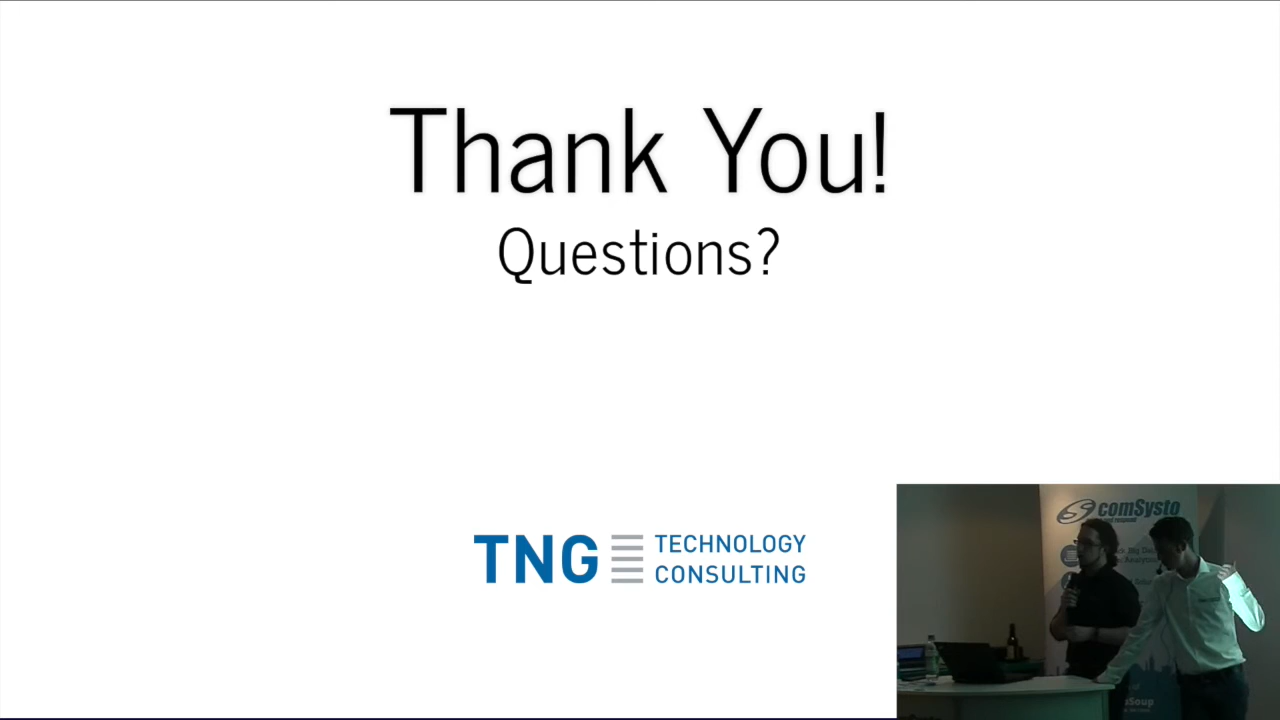 Thank You!
Questions?
TNG TECHNOLOGY
CONSULTING
comSysto